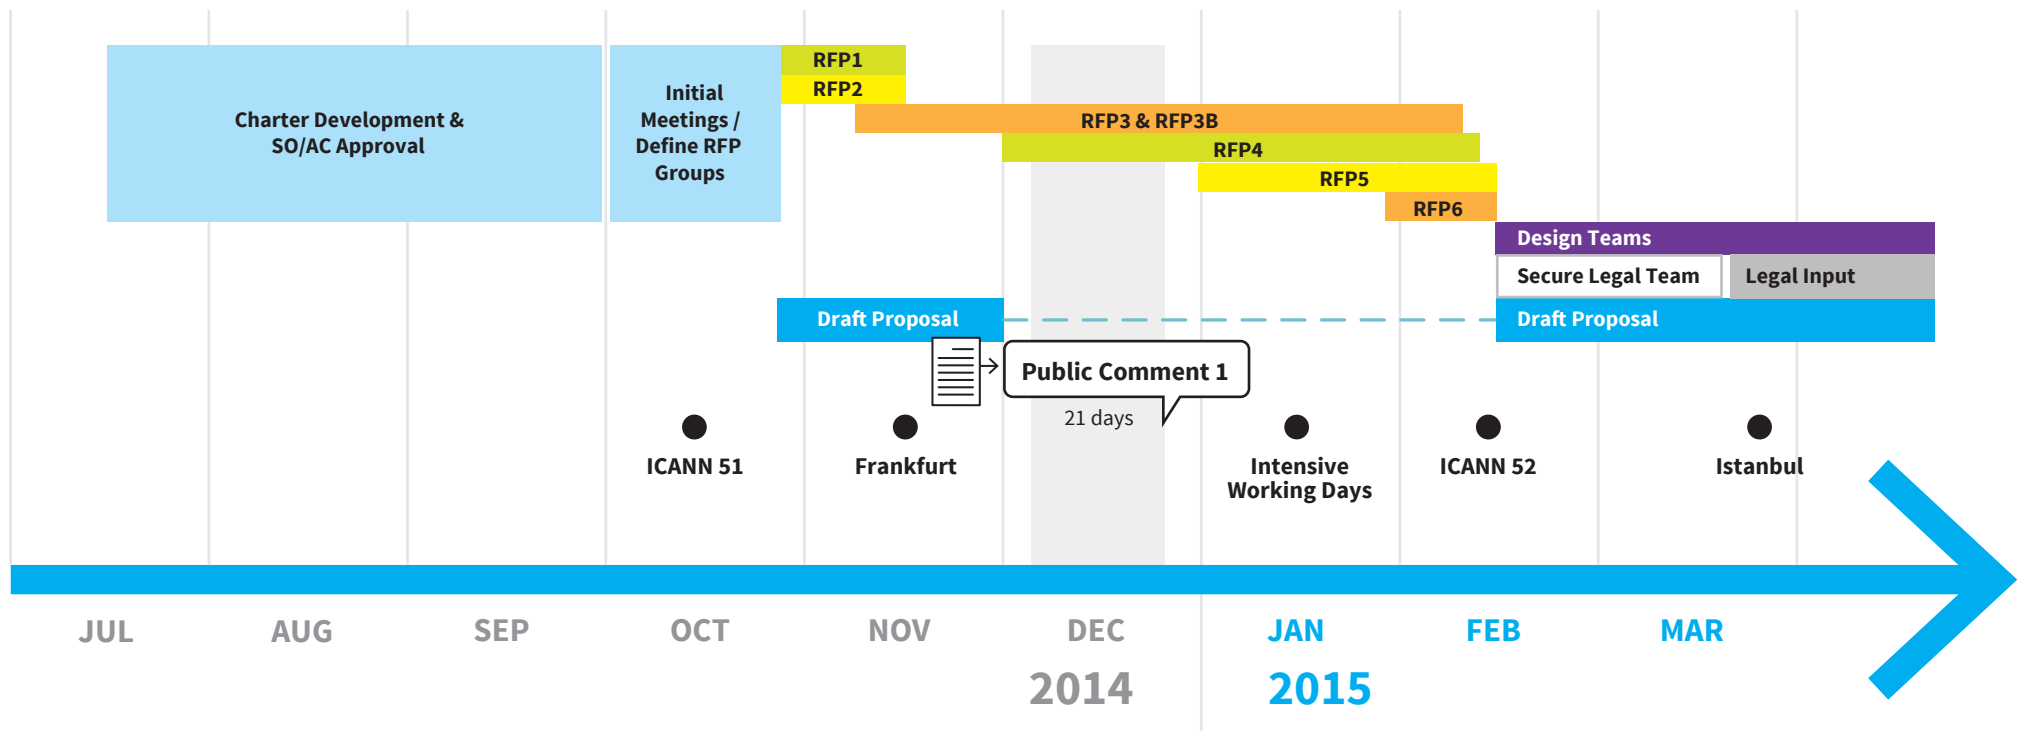 Charter Development &
SO/AC Approval
Initial
Meetings /
Define RFP
Groups
RFP1
RFP2
RFP3 & RFP3B
RFP4
RFP5
RFP6
Design Teams
Secure Legal Team
Legal Input
Draft Proposal
Draft Proposal
Public Comment 1
21 days
ICANN 51
Frankfurt
Intensive
Working Days
ICANN 52
Istanbul
JUL
AUG
SEP
OCT
NOV
DEC
JAN
FEB
MAR
2014
2015